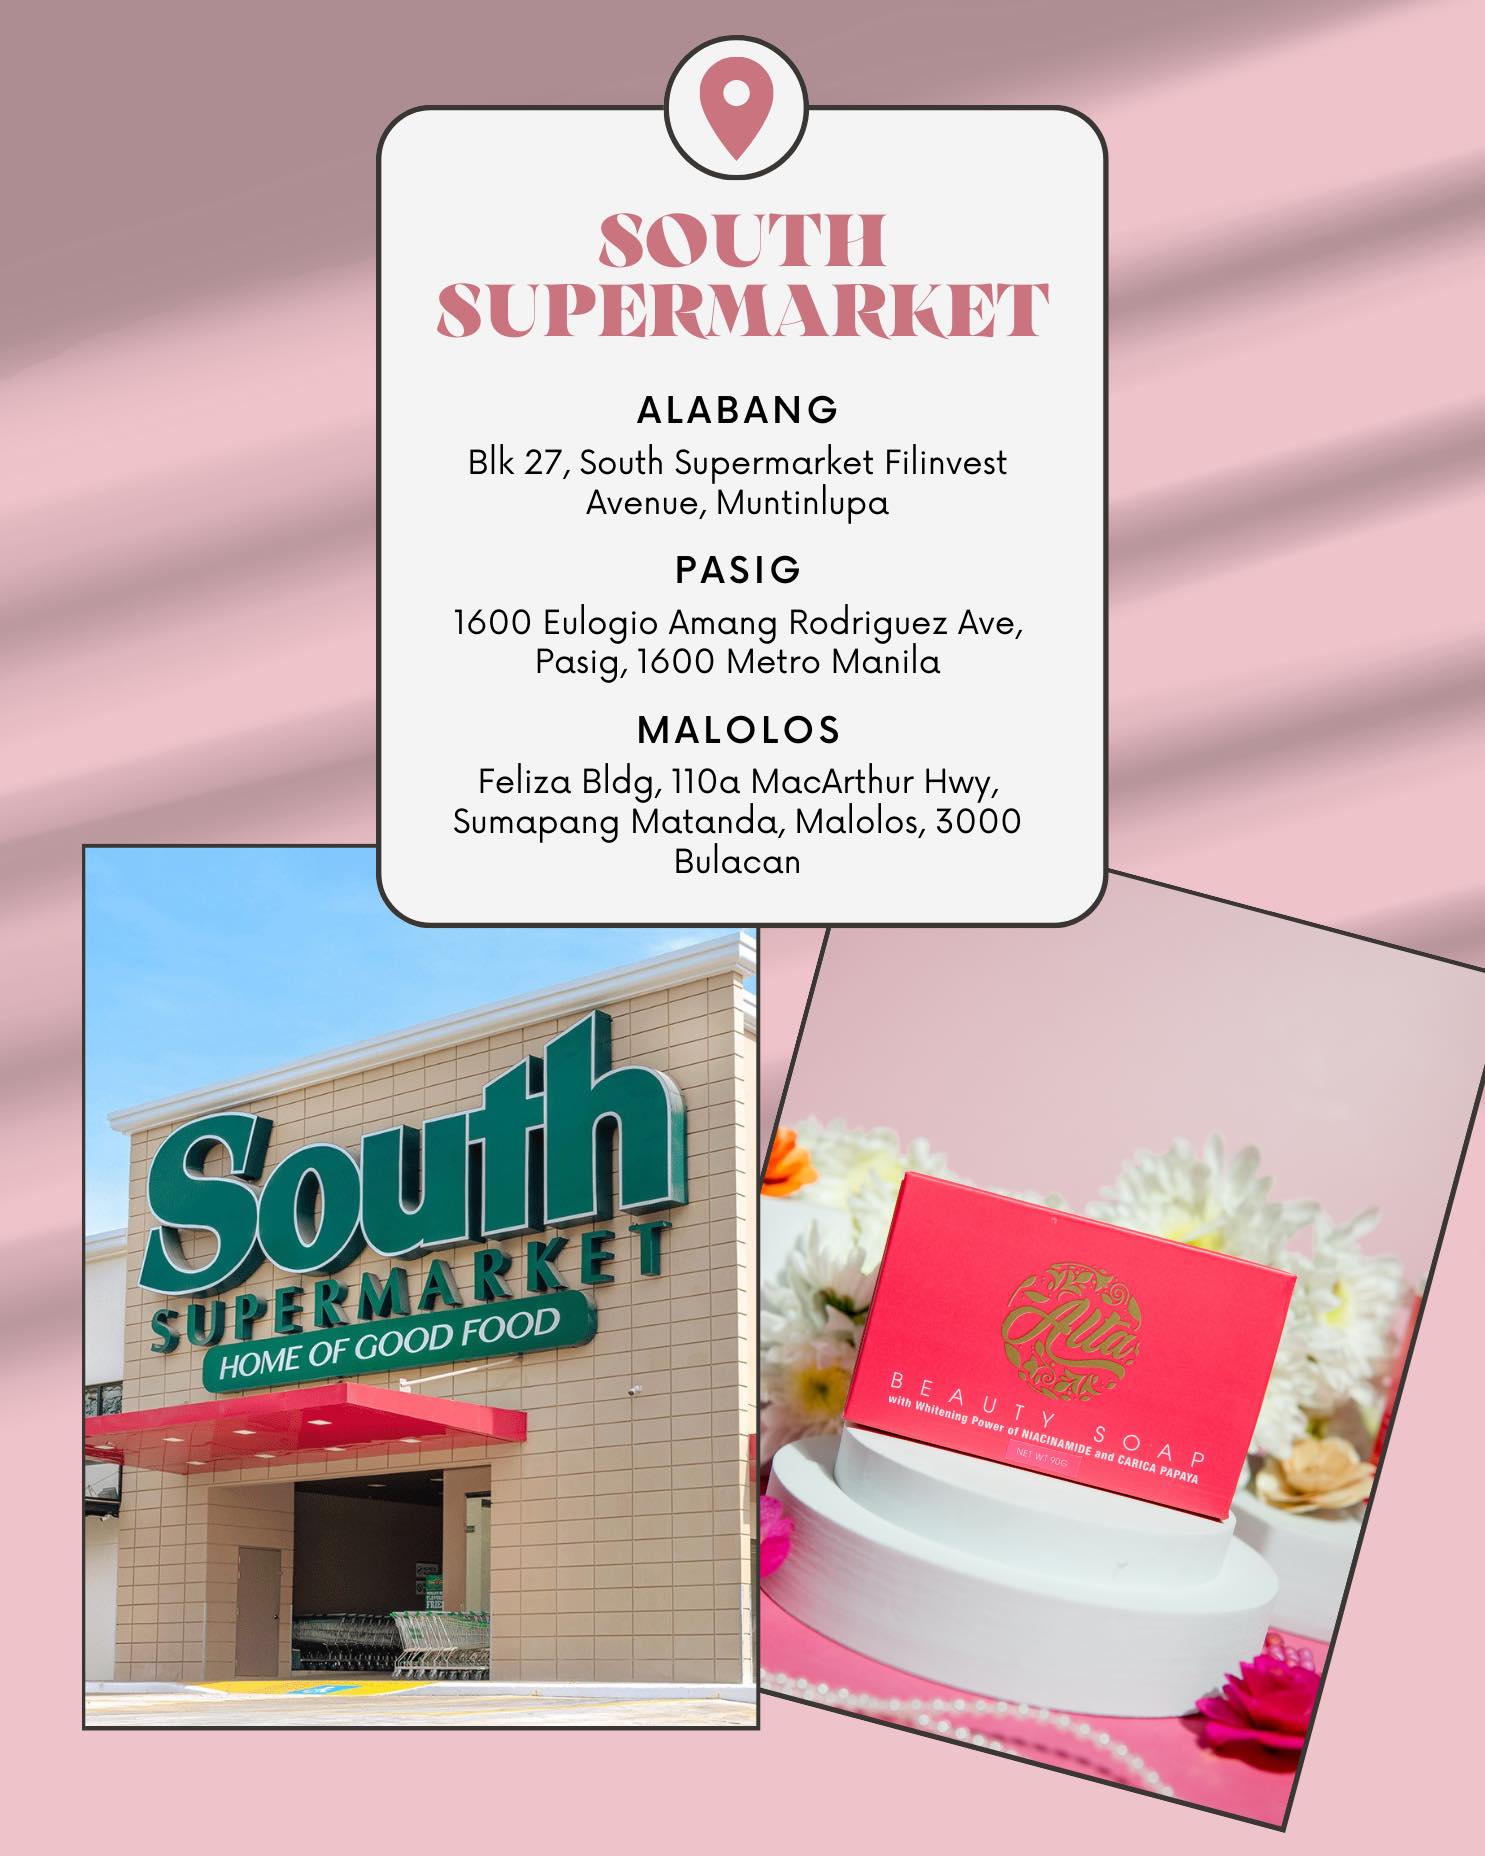 SOUTH
SUPERMARKET
ALABANG
Blk 27, South Supermarket Filinvest
Avenue, Muntinlupa
PASIG
1600 Eulogio Amang Rodriguez Ave,
Pasig, 1600 Metro Manila
MALOLOS
Feliza Bldg, 110a MacArthur Hwy,
Sumapang Matanda, Malolos, 3000
Bulacan
South
SUPERMARKET
HOME OF GOOD FOOD
Alta
BEAUTY SOAP
with Whitening Power of NIACINAMIDE and CARICA PAPAYA
NET WT 90G